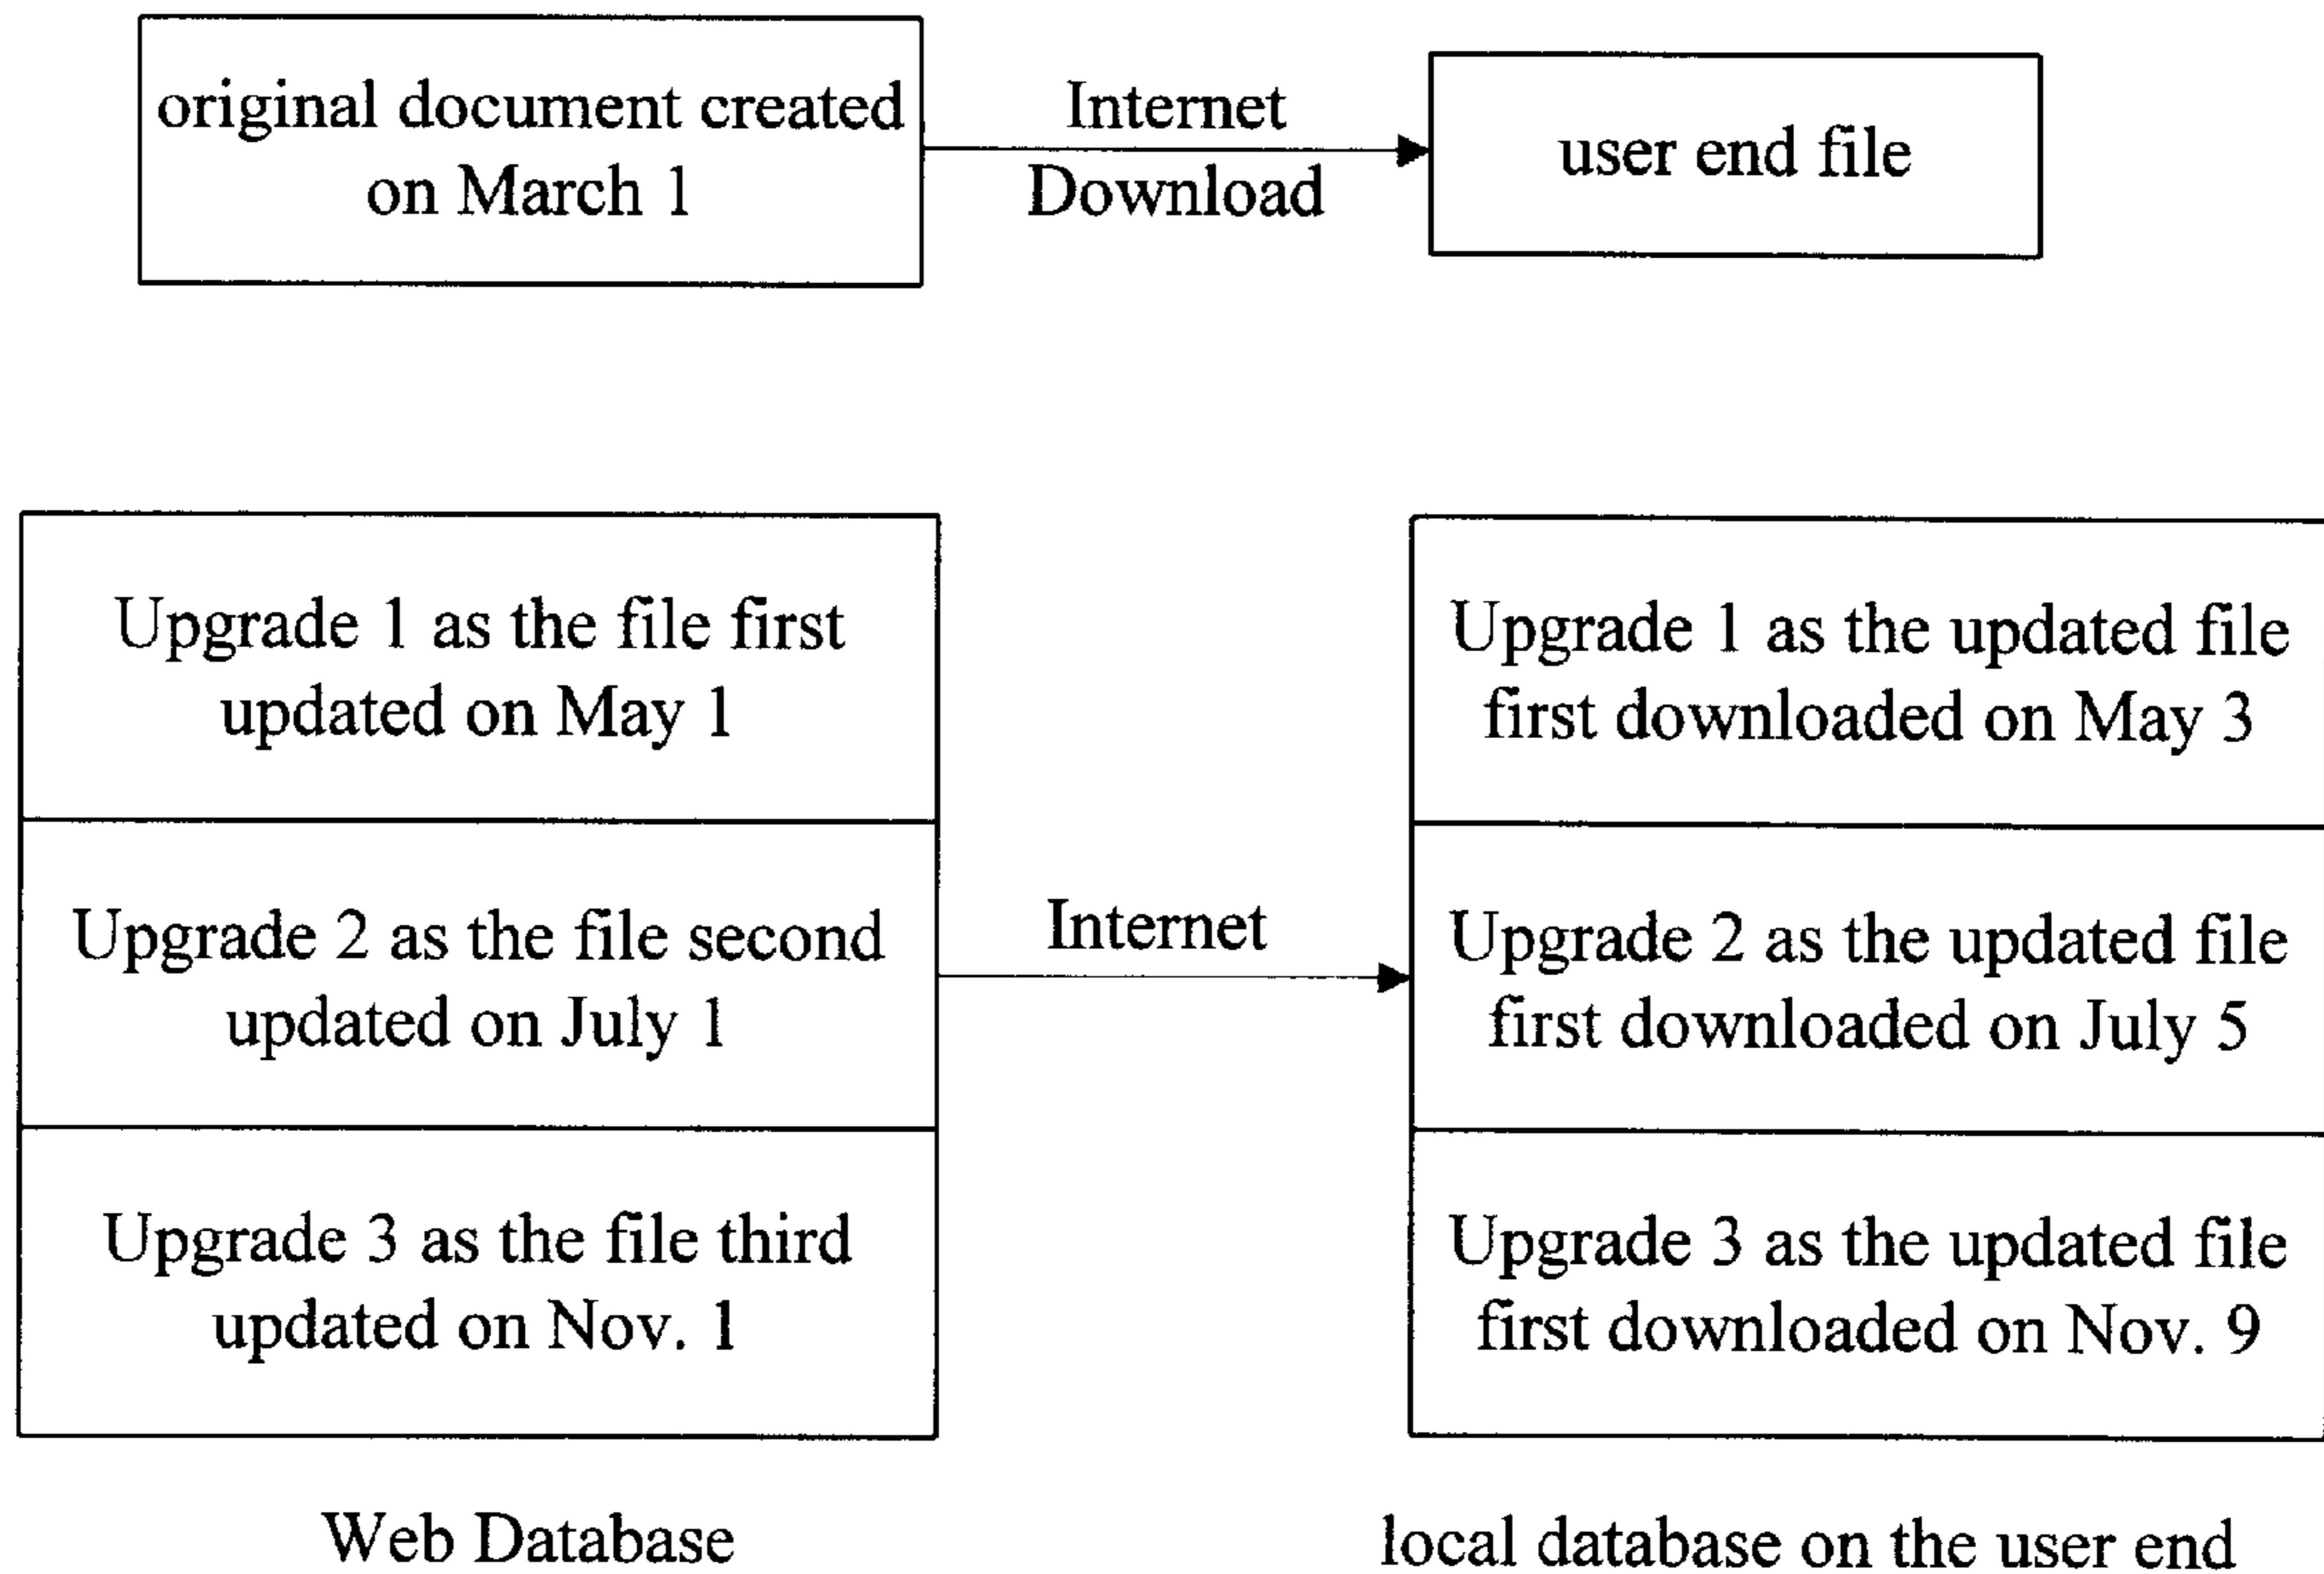 original document created
on March 1
Internet
Download
user end file
Upgrade 1 as the file first
updated on May 1
Upgrade 2 as the file second
updated on July 1
Upgrade 3 as the file third
updated on Nov. 1
Internet
Upgrade 1 as the updated file
first downloaded on May 3
Upgrade 2 as the updated file
first downloaded on July 5
Upgrade 3 as the updated file
first downloaded on Nov. 9
Web Database
local database on the user end